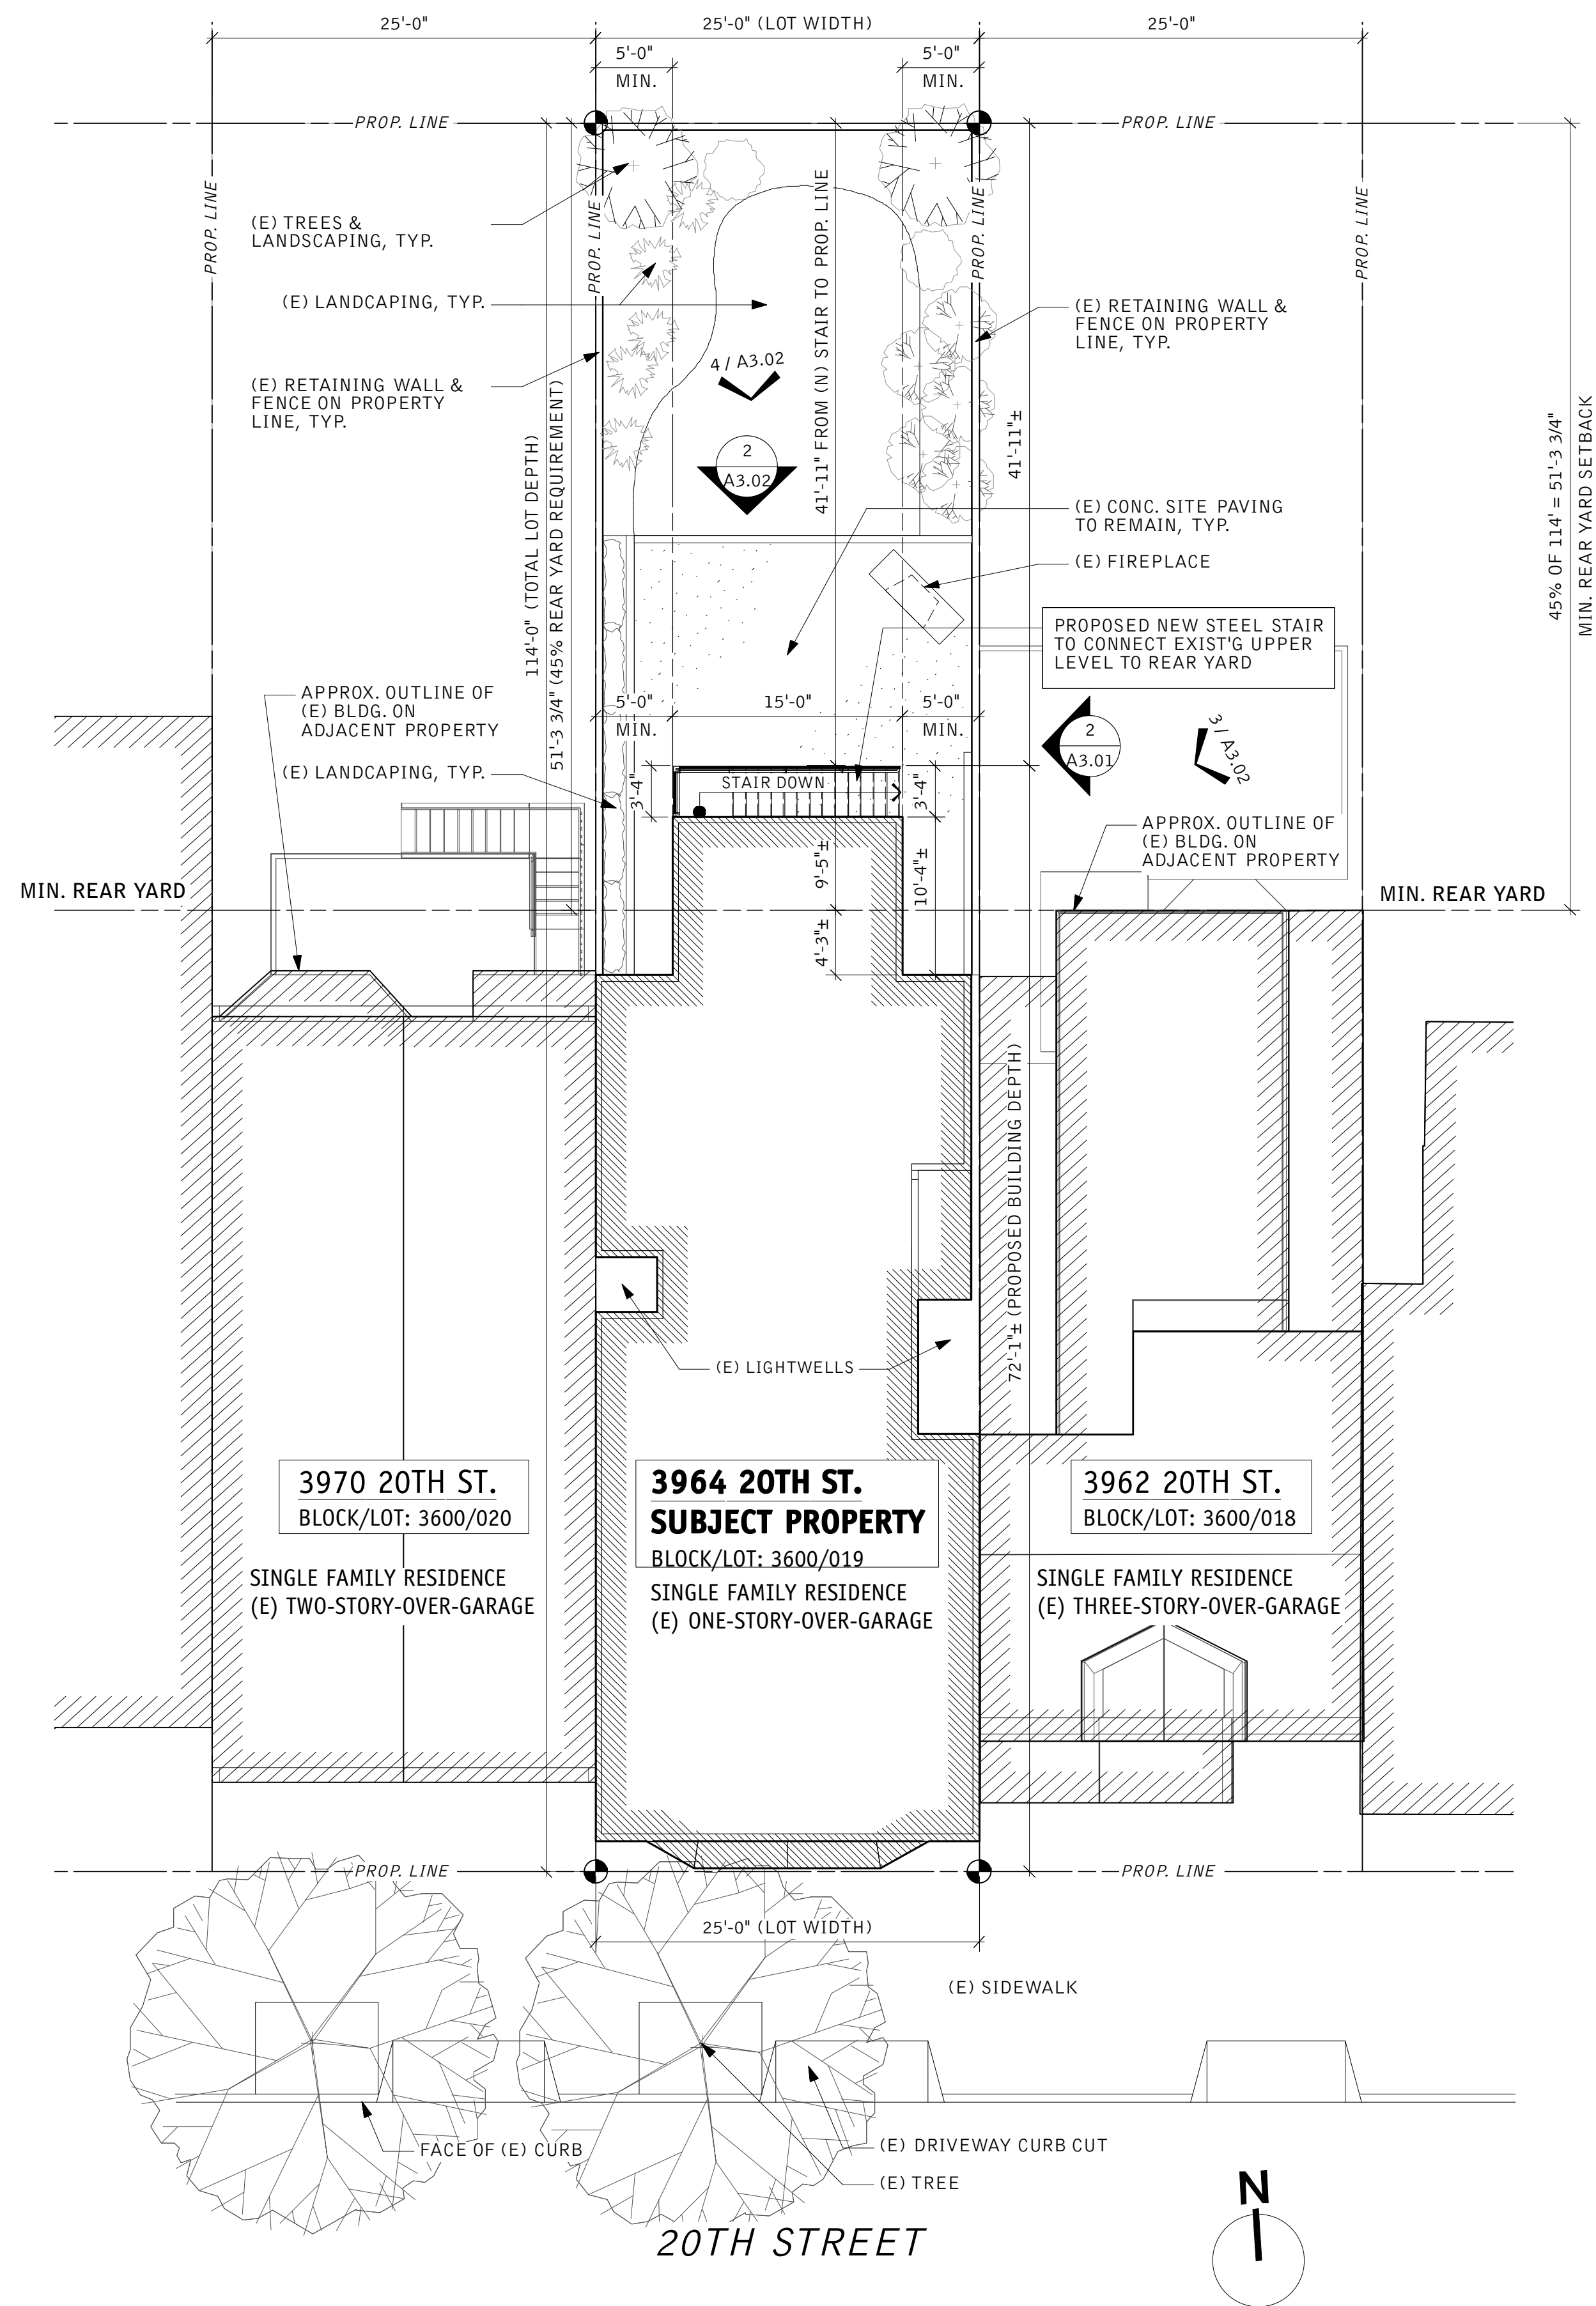 25'-0"
25'-0" (LOT WIDTH)
25'-0"
5'-0"
MIN.
5'-0"
MIN.
PROP. LINE
PROP. LINE
PROP. LINE
PROP. LINE
PROP. LINE
PROP. LINE
(E) TREES &
LANDSCAPING, TYP.
(E) LANDCAPING, TYP.
(E) RETAINING WALL &
FENCE ON PROPERTY
LINE, TYP.
114'-0" (TOTAL LOT DEPTH)
51'-3 3/4" (45% REAR YARD REQUIREMENT)
41'-11" FROM (N) STAIR TO PROP. LINE
4 / A3.02
2
A3.02
41'-11"±
(E) RETAINING WALL &
FENCE ON PROPERTY
LINE, TYP.
45% OF 114' = 51'-3 3/4"
MIN. REAR YARD SETBACK
(E) CONC. SITE PAVING
TO REMAIN, TYP.
(E) FIREPLACE
PROPOSED NEW STEEL STAIR
TO CONNECT EXIST'G UPPER
LEVEL TO REAR YARD
APPROX. OUTLINE OF
(E) BLDG. ON
ADJACENT PROPERTY
(E) LANDCAPING, TYP.
5'-0"
MIN.
15'-0"
5'-0"
MIN.
2
A3.01
3 / A3.02
3'-4"
STAIR DOWN
3'-4"
9'-5"±
10'-4"±
4'-3"±
APPROX. OUTLINE OF
(E) BLDG. ON
ADJACENT PROPERTY
MIN. REAR YARD
MIN. REAR YARD
72'-1"± (PROPOSED BUILDING DEPTH)
(E) LIGHTWELLS
3970 20TH ST.
BLOCK/LOT: 3600/020
SINGLE FAMILY RESIDENCE
(E) TWO-STORY-OVER-GARAGE
3964 20TH ST.
SUBJECT PROPERTY
BLOCK/LOT: 3600/019
SINGLE FAMILY RESIDENCE
(E) ONE-STORY-OVER-GARAGE
3962 20TH ST.
BLOCK/LOT: 3600/018
SINGLE FAMILY RESIDENCE
(E) THREE-STORY-OVER-GARAGE
PROP. LINE
PROP. LINE
25'-0" (LOT WIDTH)
(E) SIDEWALK
FACE OF (E) CURB
(E) DRIVEWAY CURB CUT
(E) TREE
20TH STREET
N